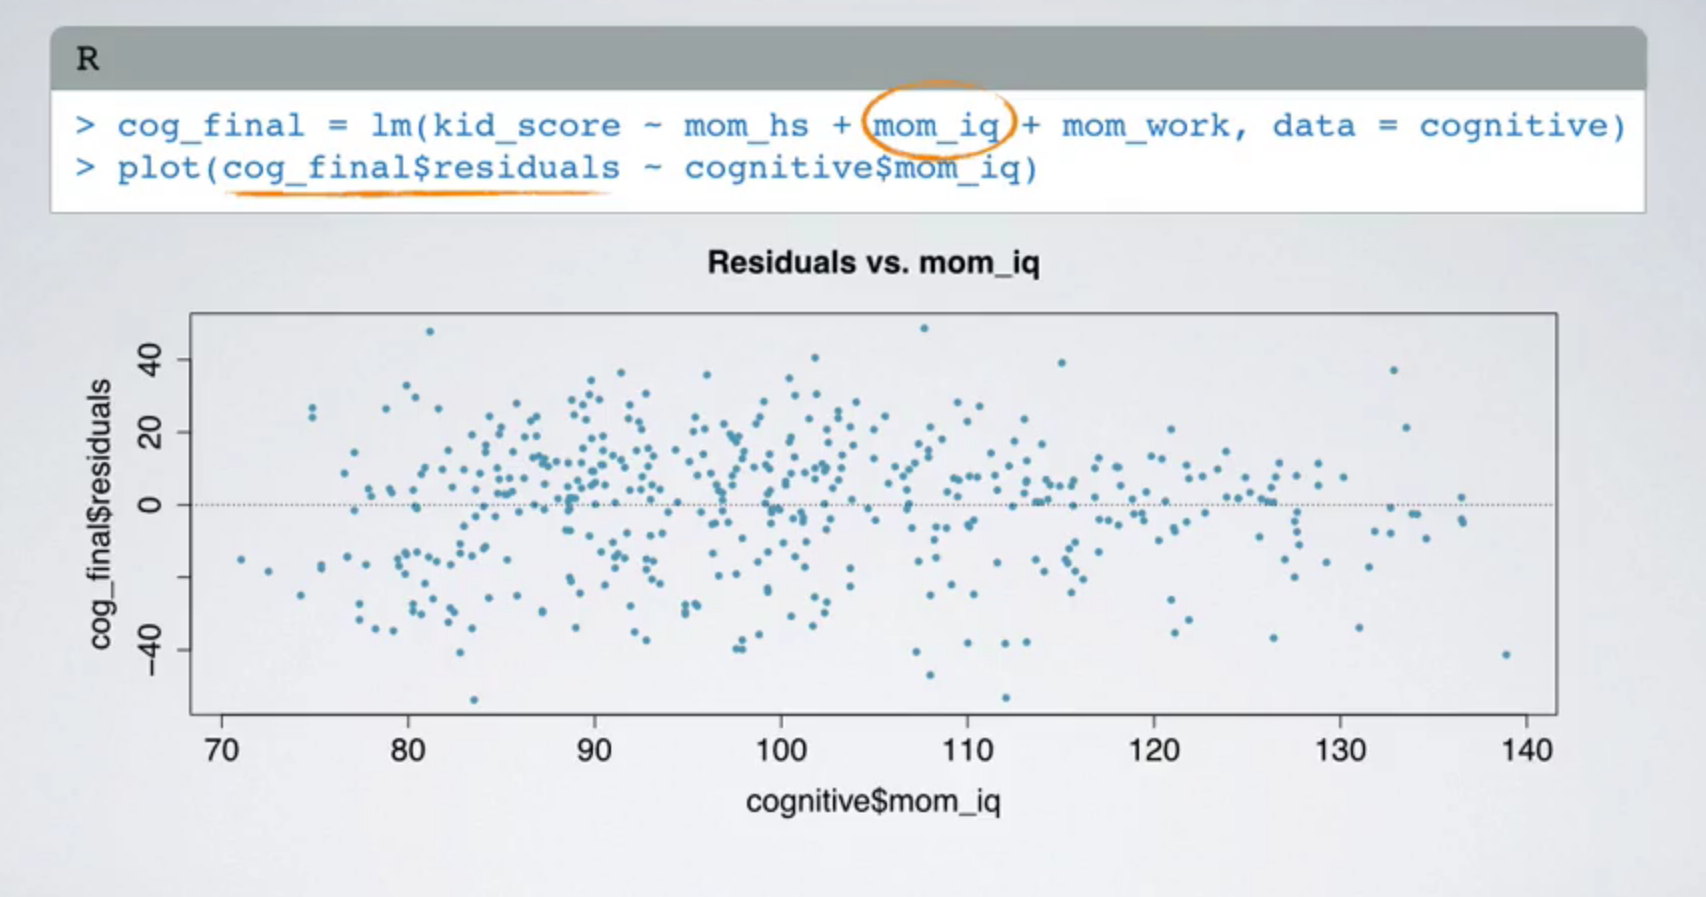 R
> cog_final = lm(kid_score ~ mom_hs + mom_iq + mom_work, data = cognitive)
> plot(cog_final$residuals ~ cognitive$mom_iq)
Residuals vs. mom_iq
cog_final$residuals
40
20
0
−40
70 80 90 100 110 120 130 140
cognitive$mom_iq